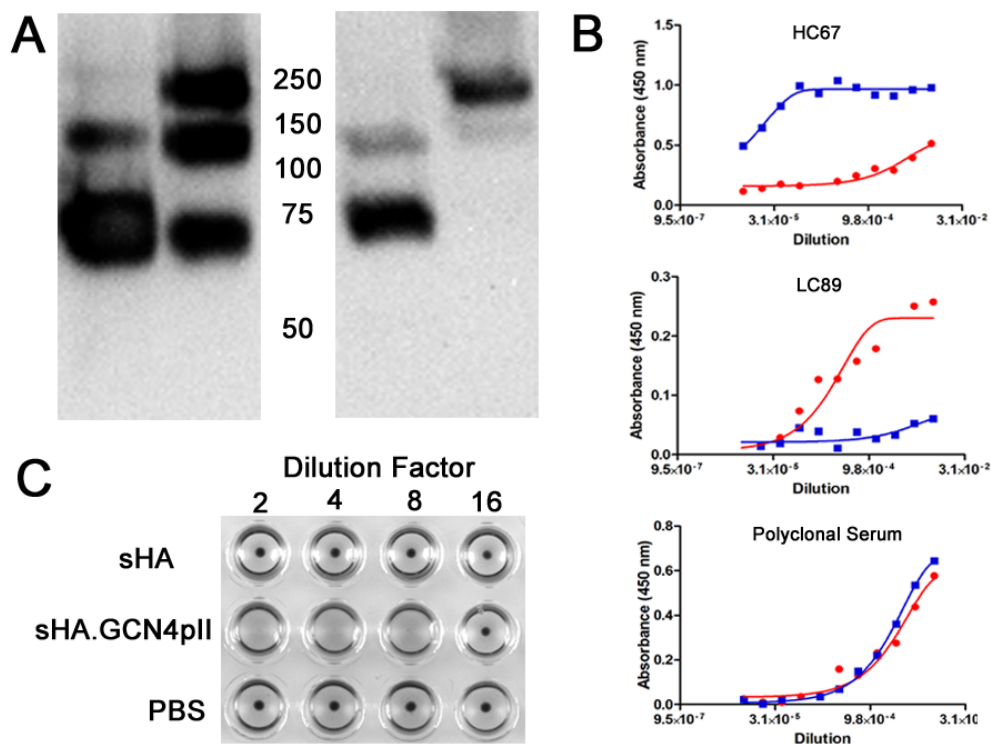 A
250
150
100
75
50
B
HC67
Absorbance (450 nm)
1.5
1.0
0.5
0.0
9.5×10⁻⁷
3.1×10⁻⁵
9.8×10⁻⁴
3.1×10⁻²
Dilution
LC89
Absorbance (450 nm)
0.3
0.2
0.1
0.0
9.5×10⁻⁷
3.1×10⁻⁵
9.8×10⁻⁴
3.1×10⁻²
Dilution
Polyclonal Serum
Absorbance (450 nm)
0.8
0.6
0.4
0.2
0.0
9.5×10⁻⁷
3.1×10⁻⁵
9.8×10⁻⁴
Dilution
C
Dilution Factor
2 4 8 16
sHA
sHA.GCN4pII
PBS